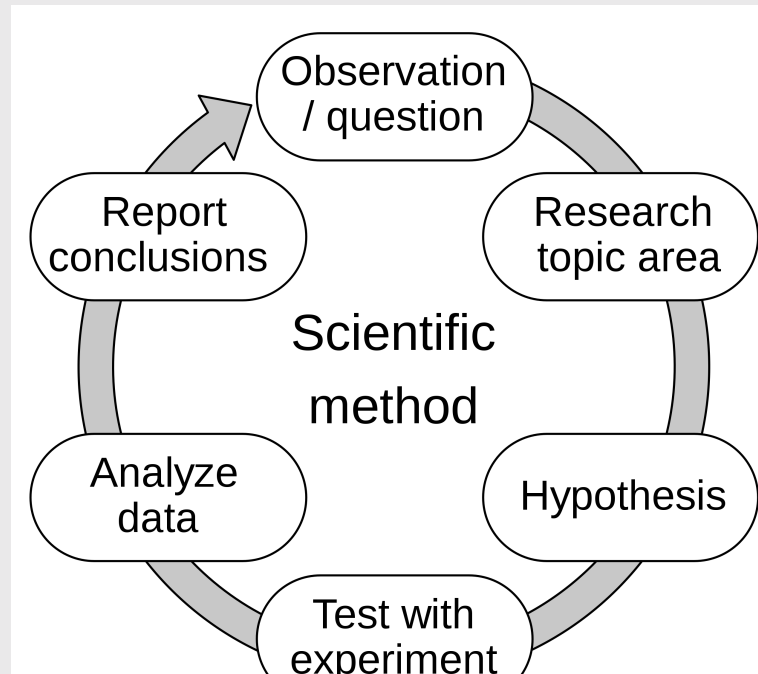 Observation
/ question
Research
topic area
Hypothesis
Test with
experiment
Analyze
data
Report
conclusions
Scientific
method